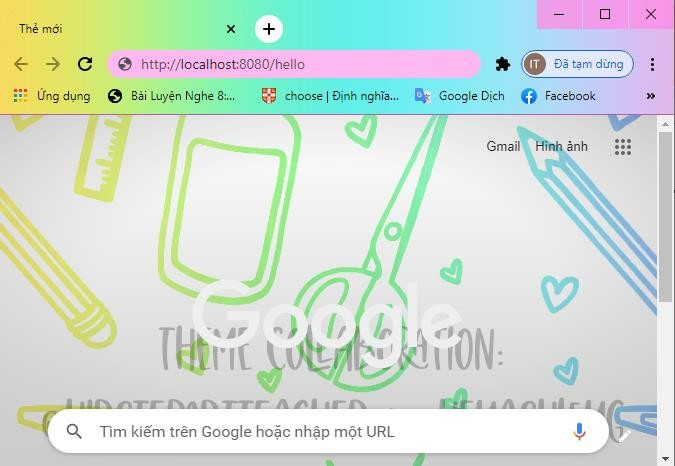 Thẻ mới
http://localhost:8080/hello
IT Đã tạm dừng
Ứng dụng Bài Luyện Nghe 8:... choose | Định nghĩa... Google Dịch Facebook »
Gmail Hình ảnh
Google
THEME COLLABORATION:
Tìm kiếm trên Google hoặc nhập một URL